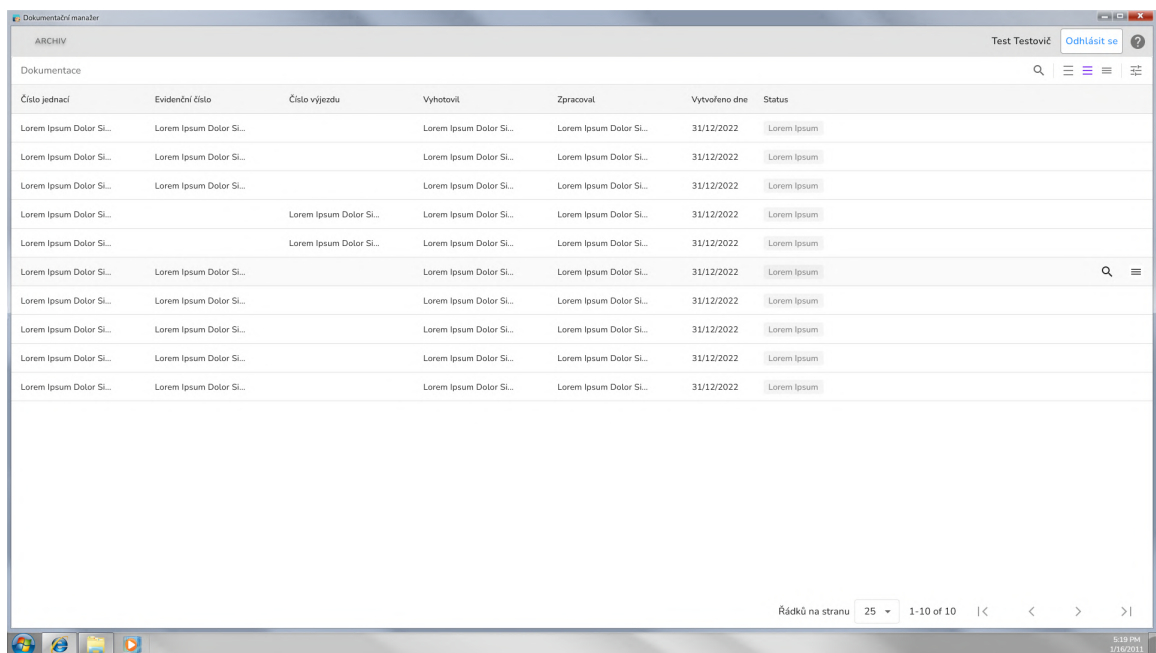 Dokumentační manažer
ARCHIV Test Testovič Odhlásit se
Dokumentace
Číslo jednací Evidenční číslo Číslo výjezdu Vyhotovil Zpracoval Vytvořeno dne Status
Lorem Ipsum Dolor Si... Lorem Ipsum Dolor Si... Lorem Ipsum Dolor Si... Lorem Ipsum Dolor Si... 31/12/2022 Lorem Ipsum
Lorem Ipsum Dolor Si... Lorem Ipsum Dolor Si... Lorem Ipsum Dolor Si... Lorem Ipsum Dolor Si... 31/12/2022 Lorem Ipsum
Lorem Ipsum Dolor Si... Lorem Ipsum Dolor Si... Lorem Ipsum Dolor Si... Lorem Ipsum Dolor Si... 31/12/2022 Lorem Ipsum
Lorem Ipsum Dolor Si... Lorem Ipsum Dolor Si... Lorem Ipsum Dolor Si... Lorem Ipsum Dolor Si... 31/12/2022 Lorem Ipsum
Lorem Ipsum Dolor Si... Lorem Ipsum Dolor Si... Lorem Ipsum Dolor Si... Lorem Ipsum Dolor Si... 31/12/2022 Lorem Ipsum
Lorem Ipsum Dolor Si... Lorem Ipsum Dolor Si... Lorem Ipsum Dolor Si... Lorem Ipsum Dolor Si... 31/12/2022 Lorem Ipsum
Lorem Ipsum Dolor Si... Lorem Ipsum Dolor Si... Lorem Ipsum Dolor Si... Lorem Ipsum Dolor Si... 31/12/2022 Lorem Ipsum
Lorem Ipsum Dolor Si... Lorem Ipsum Dolor Si... Lorem Ipsum Dolor Si... Lorem Ipsum Dolor Si... 31/12/2022 Lorem Ipsum
Lorem Ipsum Dolor Si... Lorem Ipsum Dolor Si... Lorem Ipsum Dolor Si... Lorem Ipsum Dolor Si... 31/12/2022 Lorem Ipsum
Lorem Ipsum Dolor Si... Lorem Ipsum Dolor Si... Lorem Ipsum Dolor Si... Lorem Ipsum Dolor Si... 31/12/2022 Lorem Ipsum
Řádků na stranu 25 1-10 of 10
5:19 PM
1/16/2011